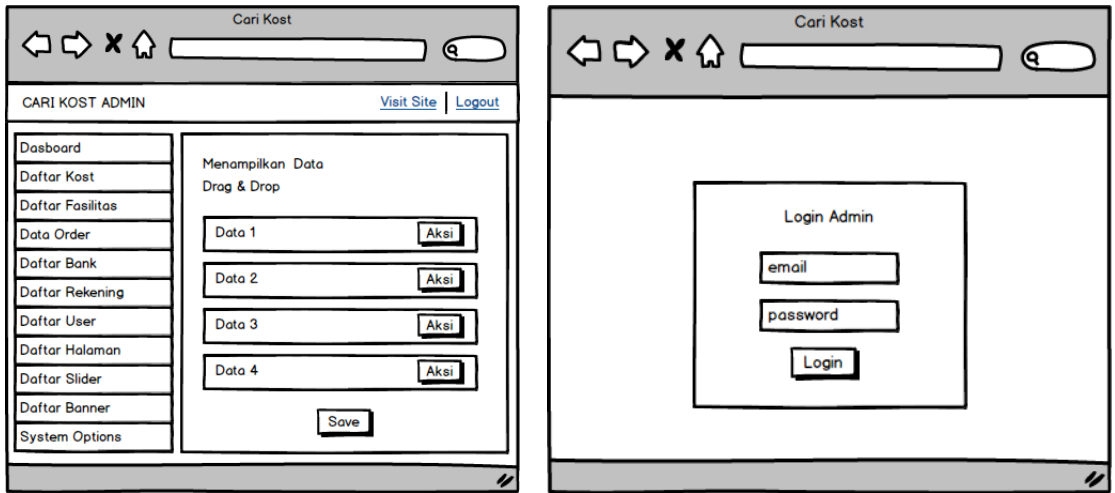 Cari Kost
CARI KOST ADMIN
Visit Site
Logout
Dasboard
Daftar Kost
Daftar Fasilitas
Data Order
Daftar Bank
Daftar Rekening
Daftar User
Daftar Halaman
Daftar Slider
Daftar Banner
System Options
Menampilkan Data
Drag & Drop
Data 1 Aksi
Data 2 Aksi
Data 3 Aksi
Data 4 Aksi
Save
Cari Kost
Login Admin
email
password
Login